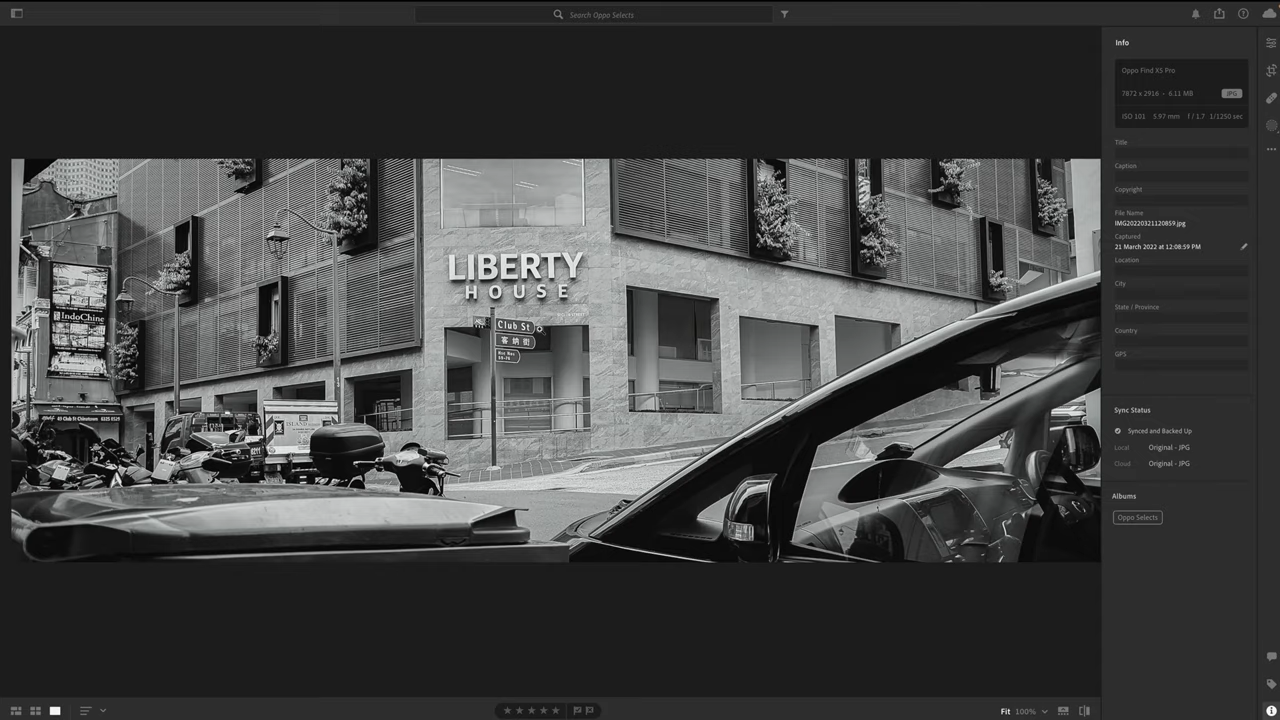 Search Oppo Selects
Info
Oppo Find X5 Pro
7872 x 2916 - 6.11 MB
JPG
ISO 101 5.97 mm f / 1.7 1/1250 sec
Title
Caption
Copyright
File Name
IMG20220321120859.jpg
Captured
21 March 2022 at 12:08:59 PM
Location
City
State / Province
Country
GPS
Sync Status
Synced and Backed Up
Local Original - JPG
Cloud Original - JPG
Albums
Oppo Selects
LIBERTY
HOUSE
Club St
客纳街
IndoChine
ISLAND
Fit 100%